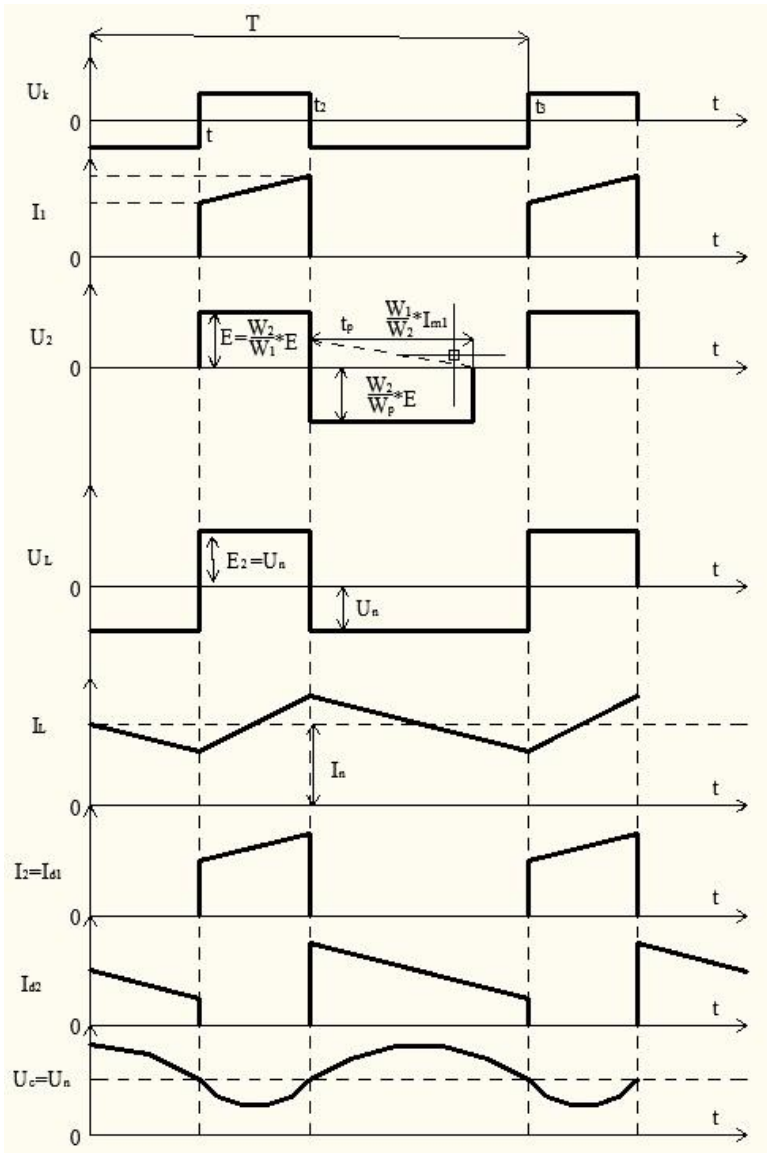 T
Uk
t
t2
t3
t
0
I1
t
0
U2
E=W2/W1*E
tp
W1/W2*Im1
t
0
W2/Wp*E
UL
E2=Un
t
0
Un
IL
In
t
0
I2=Id1
t
0
Id2
t
0
Uc=Un
t
0